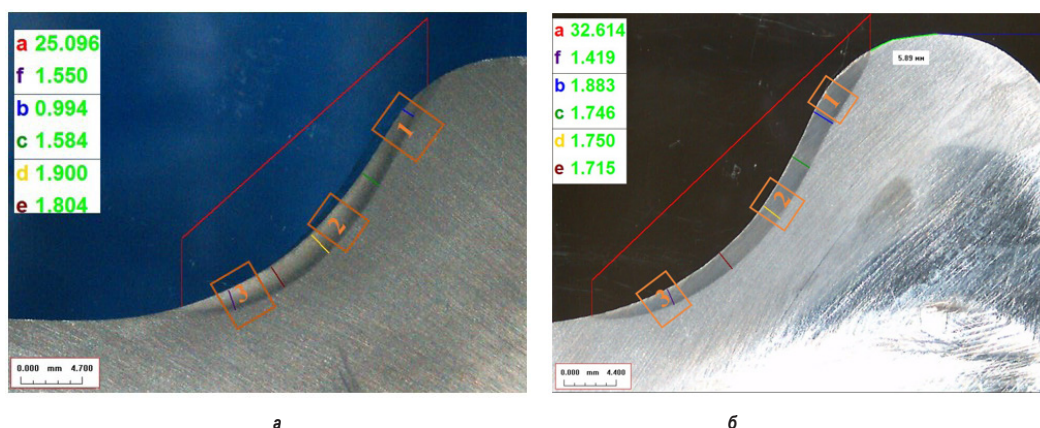 a 25.096
f 1.550
b 0.994
c 1.584
d 1.900
e 1.804
1
2
3
0.000 mm 4.700
a 32.614
f 1.419
b 1.883
c 1.746
d 1.750
e 1.715
5.89 мм
1
2
3
0.000 mm 4.400
а
б